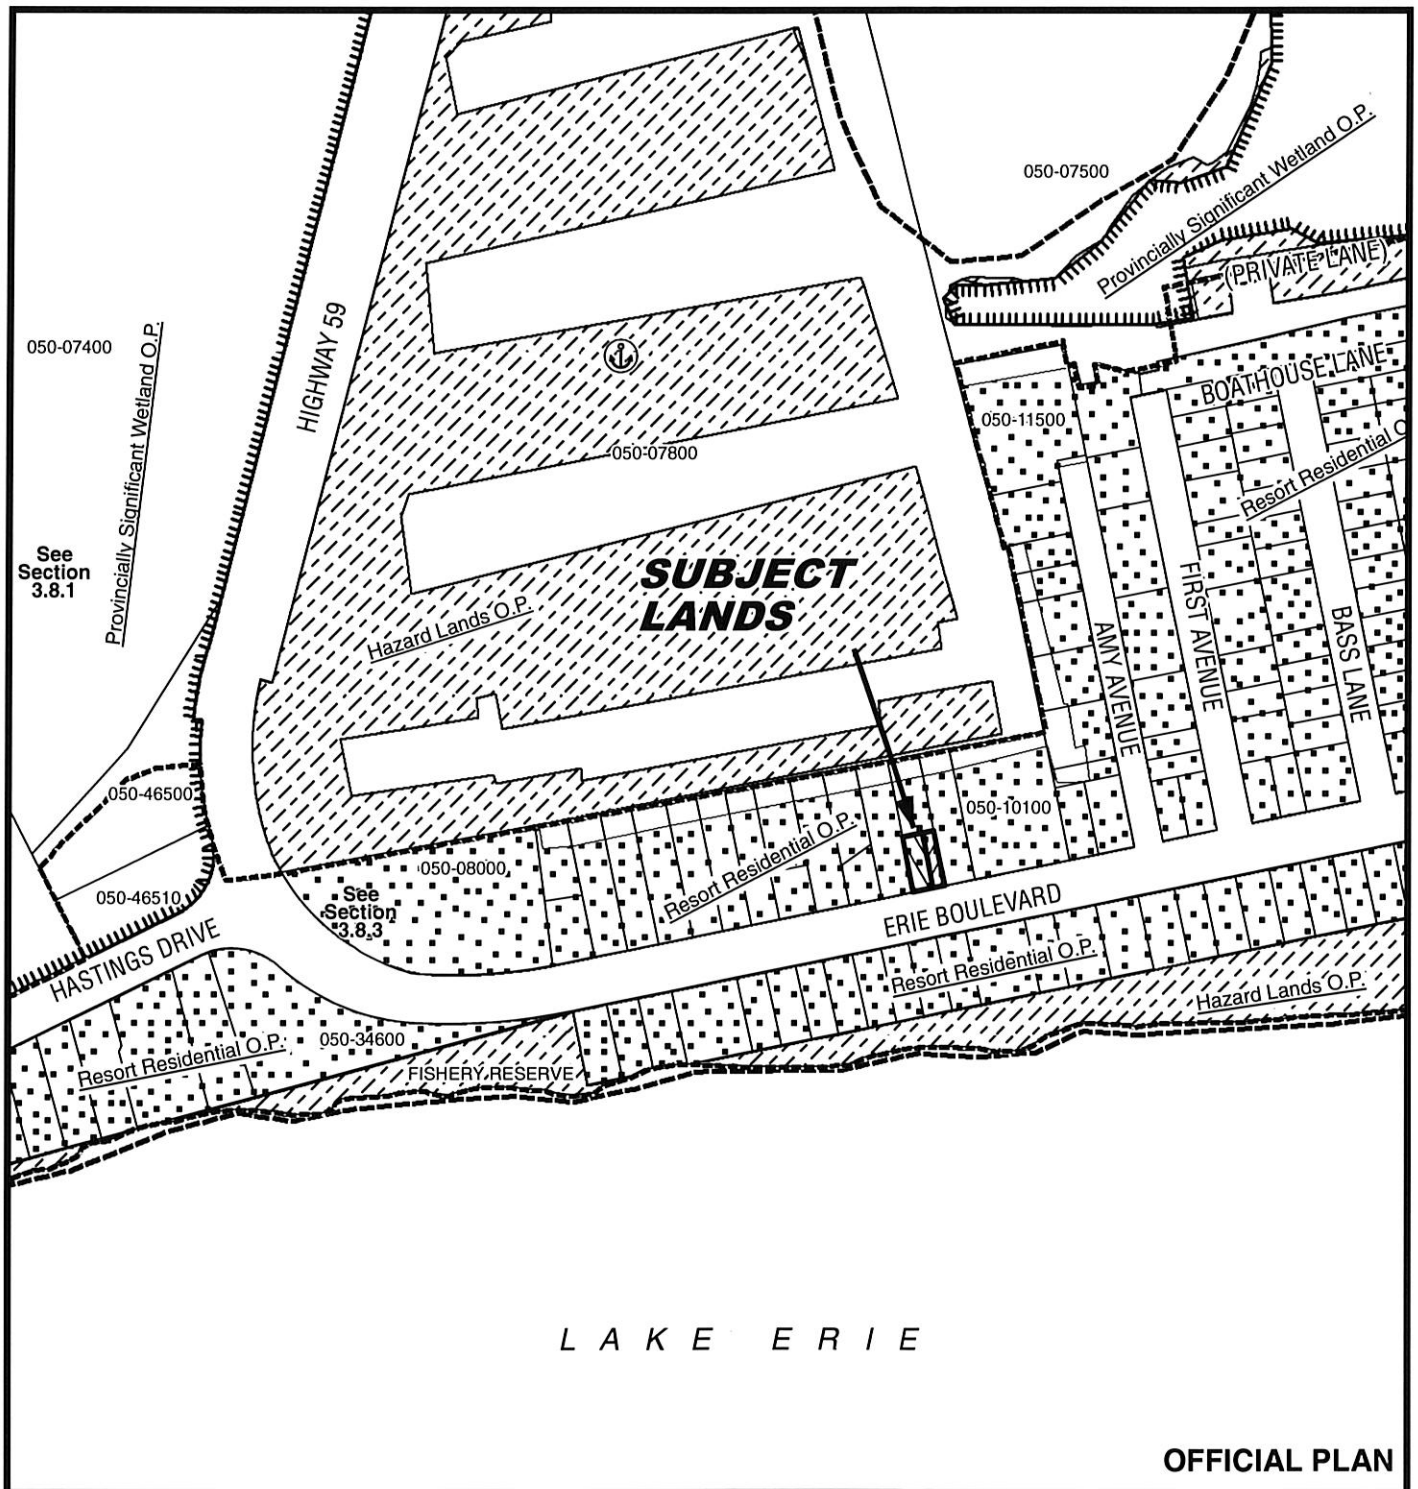 050-07500
Provincially Significant Wetland O.P.
(PRIVATE LANE)
HIGHWAY 59
050-07400
Provincially Significant Wetland O.P.
BOATHOUSE LANE
050-11500
Resort Residential O
050-07800
See
Section
3.8.1
SUBJECT
LANDS
Hazard Lands O.P.
AMY AVENUE
FIRST AVENUE
BASS LANE
050-46500
050-10100
Resort Residential O.P.
050-08000
See
Section
3.8.3
050-46510
ERIE BOULEVARD
HASTINGS DRIVE
Resort Residential O.P.
Hazard Lands O.P.
Resort Residential O.P.
050-34600
FISHERY RESERVE
LAKE ERIE
OFFICIAL PLAN